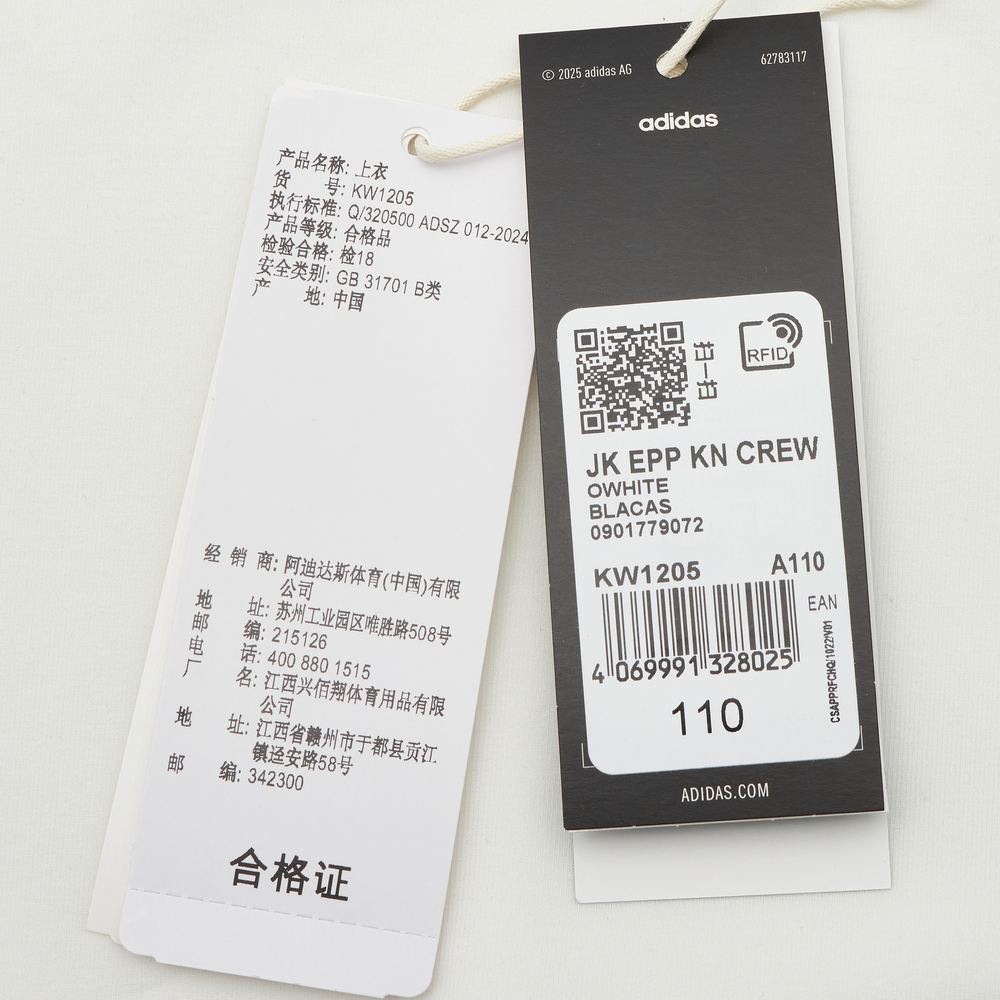 产品名称: 上衣
货 号: KW1205
执行标准: Q/320500 ADSZ 012-2024
产品等级: 合格品
检验合格: 检18
安全类别: GB 31701 B类
产 地: 中国
经 销 商: 阿迪达斯体育(中国)有限
公司
地 址: 苏州工业园区唯胜路508号
邮 编: 215126
电 话: 400 880 1515
厂 名: 江西兴佰翔体育用品有限
公司
地 址: 江西省赣州市于都县贡江
镇迳安路58号
邮 编: 342300
合格证
© 2025 adidas AG
62783117
adidas
RFID
JK EPP KN CREW
OWHITE
BLACAS
0901779072
KW1205 A110
EAN
4 069991 328025
CSAPPRFCHQ/1022/V01
110
ADIDAS.COM